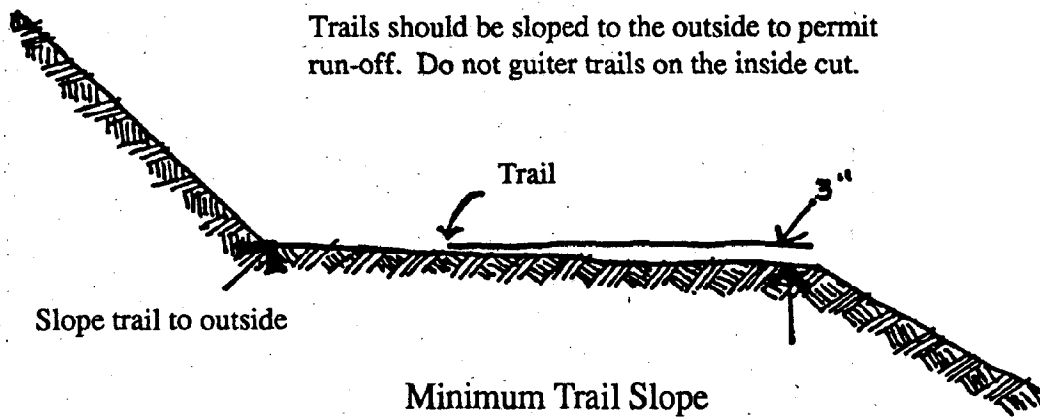 Trails should be sloped to the outside to permit
run-off. Do not guiter trails on the inside cut.
Trail
3"
Slope trail to outside
Minimum Trail Slope